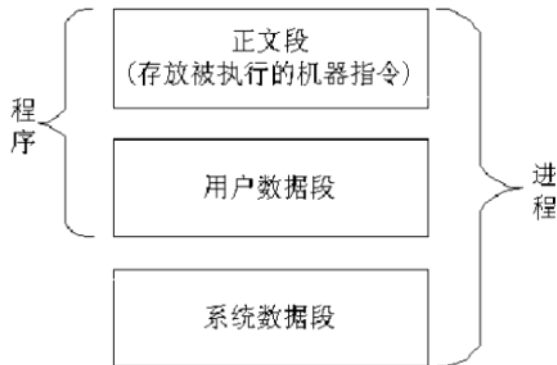 正文段
(存放被执行的机器指令)
程序
用户数据段
进程
系统数据段